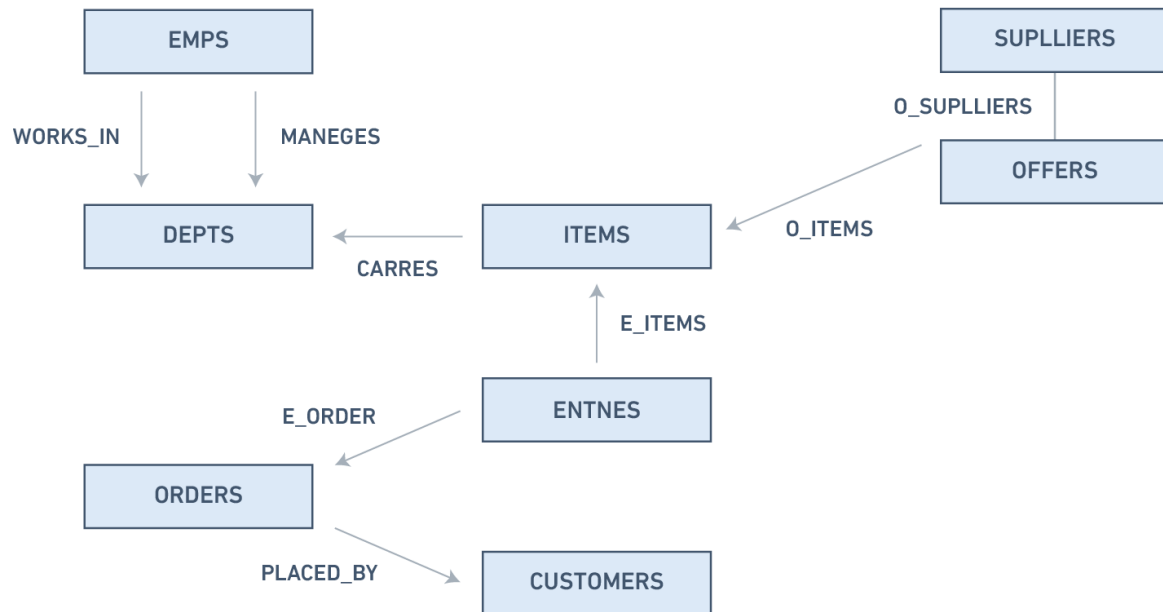 EMPS
SUPLLIERS
WORKS_IN
MANEGES
O_SUPLLIERS
OFFERS
DEPTS
ITEMS
O_ITEMS
CARRES
E_ITEMS
ENTNES
E_ORDER
ORDERS
PLACED_BY
CUSTOMERS